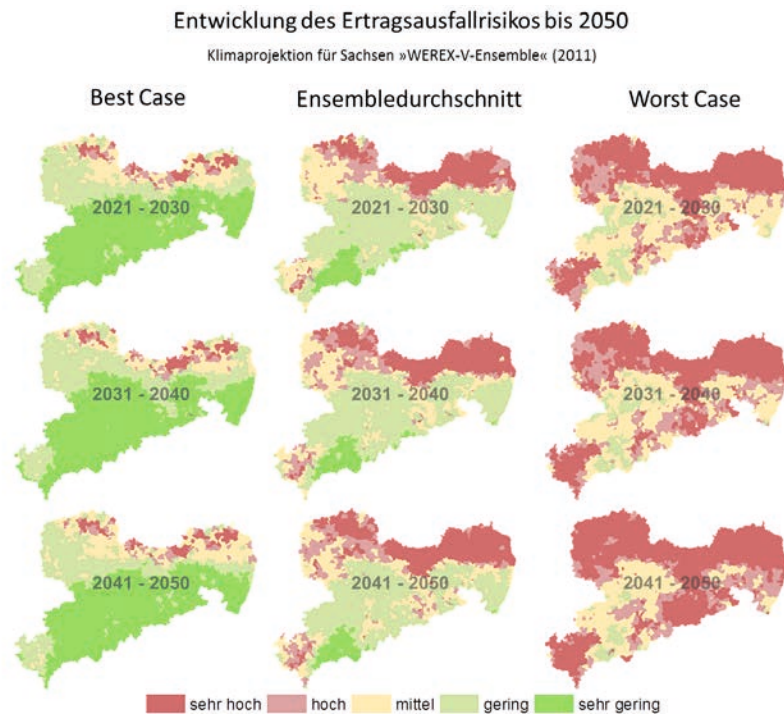 Entwicklung des Ertragsausfallrisikos bis 2050
Klimaprojektion für Sachsen »WEREX-V-Ensemble« (2011)
Best Case
Ensembledurchschnitt
Worst Case
2021 - 2030
2021 - 2030
2021 - 2030
2031 - 2040
2031 - 2040
2031 - 2040
2041 - 2050
2041 - 2050
2041 - 2050
sehr hoch
hoch
mittel
gering
sehr gering